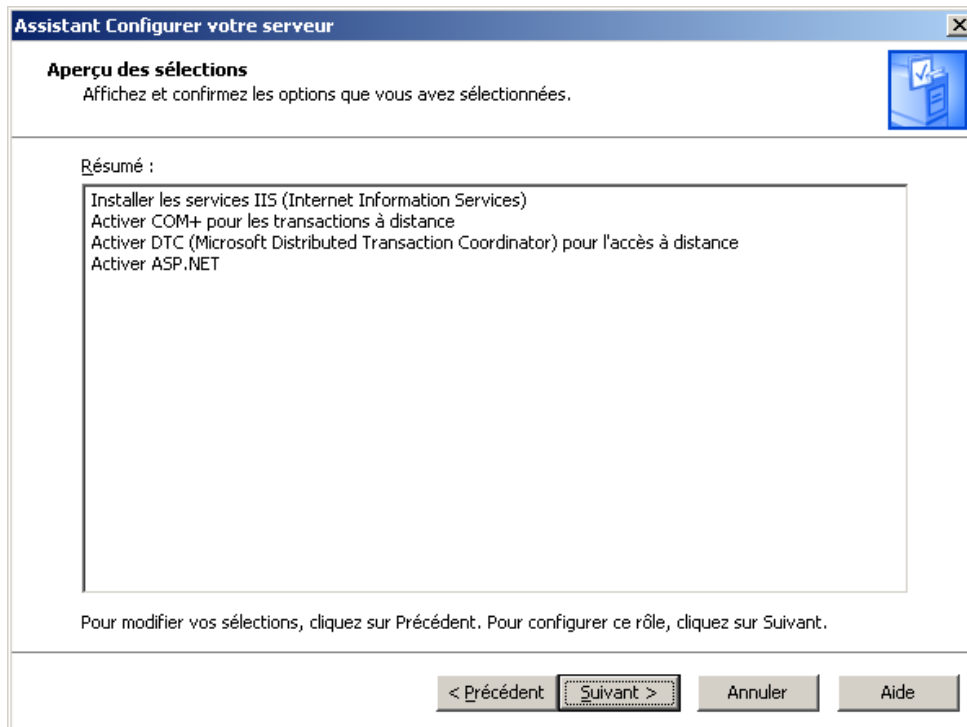 Assistant Configurer votre serveur
Aperçu des sélections
Affichez et confirmez les options que vous avez sélectionnées.
Résumé :
Installer les services IIS (Internet Information Services)
Activer COM+ pour les transactions à distance
Activer DTC (Microsoft Distributed Transaction Coordinator) pour l'accès à distance
Activer ASP.NET
Pour modifier vos sélections, cliquez sur Précédent. Pour configurer ce rôle, cliquez sur Suivant.
< Précédent Suivant > Annuler Aide